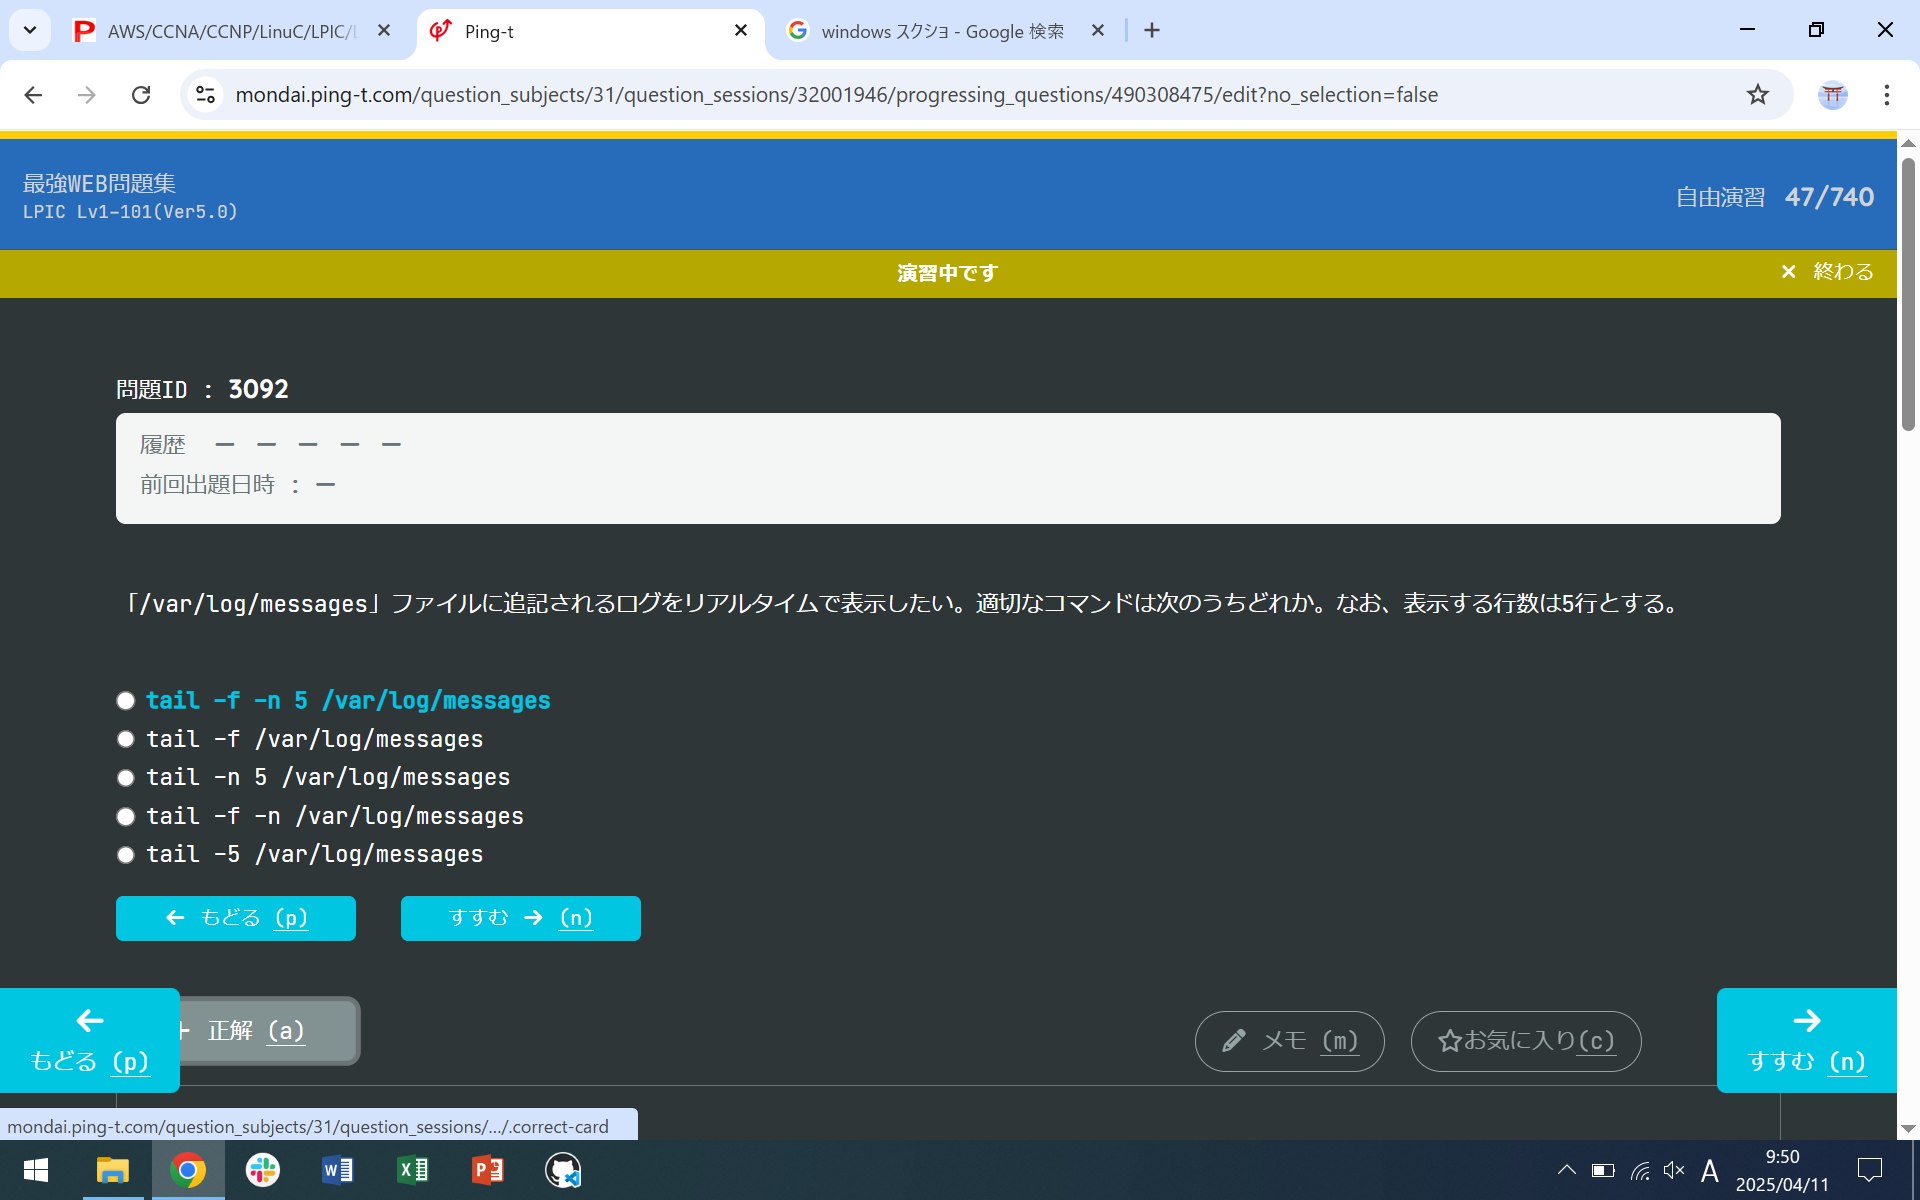 AWS/CCNA/CCNP/LinuC/LPIC/
Ping-t
windows スクショ - Google 検索
mondai.ping-t.com/question_subjects/31/question_sessions/32001946/progressing_questions/490308475/edit?no_selection=false
最強WEB問題集
LPIC Lv1-101(Ver5.0)
自由演習 47/740
演習中です
× 終わる
問題ID : 3092
履歴 ー ー ー ー ー
前回出題日時 : ー
「/var/log/messages」ファイルに追記されるログをリアルタイムで表示したい。適切なコマンドは次のうちどれか。なお、表示する行数は5行とする。
tail -f -n 5 /var/log/messages
tail -f /var/log/messages
tail -n 5 /var/log/messages
tail -f -n /var/log/messages
tail -5 /var/log/messages
← もどる (p)
すすむ → (n)
←
もどる (p)
正解 (a)
メモ (m)
☆お気に入り(c)
→
すすむ (n)
mondai.ping-t.com/question_subjects/31/question_sessions/.../.correct-card
A
9:50
2025/04/11